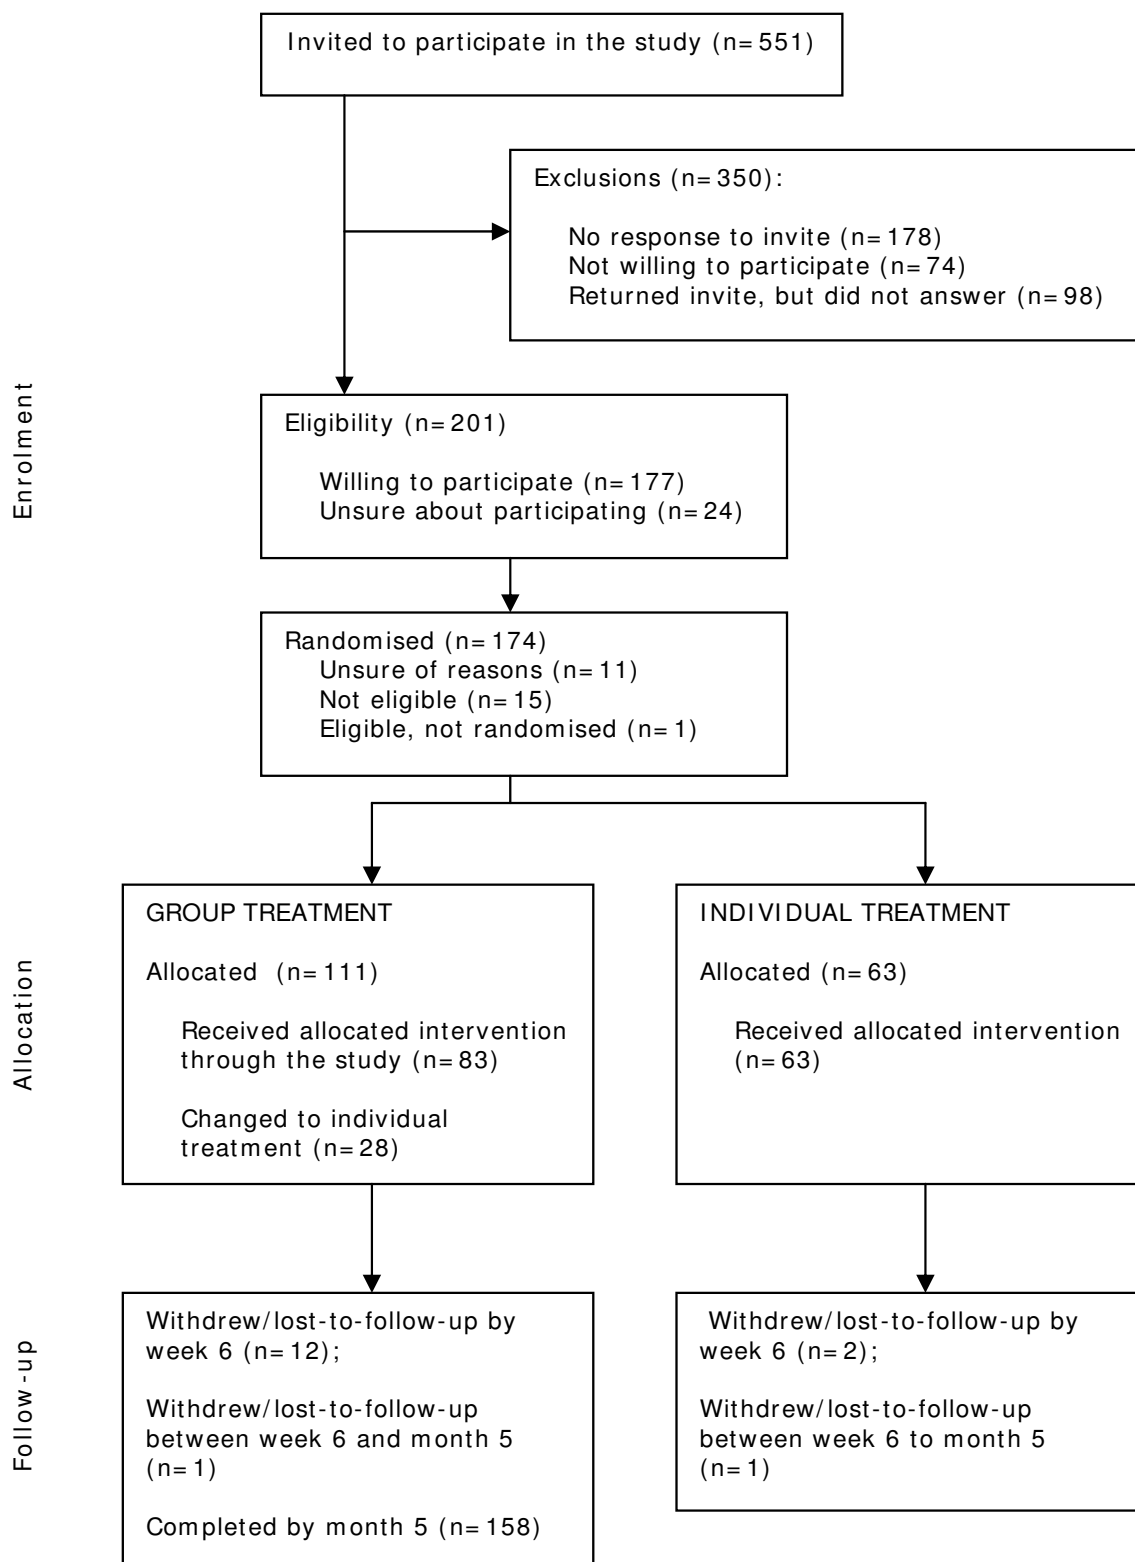 Invited to participate in the study (n=551)
Exclusions (n=350):
No response to invite (n=178)
Not willing to participate (n=74)
Returned invite, but did not answer (n=98)
Enrolment
Eligibility (n=201)
Willing to participate (n=177)
Unsure about participating (n=24)
Randomised (n=174)
Unsure of reasons (n=11)
Not eligible (n=15)
Eligible, not randomised (n=1)
Allocation
GROUP TREATMENT
Allocated (n=111)
Received allocated intervention
through the study (n=83)
Changed to individual
treatment (n=28)
INDIVIDUAL TREATMENT
Allocated (n=63)
Received allocated intervention
(n=63)
Follow-up
Withdrew/lost-to-follow-up by
week 6 (n=12);
Withdrew/lost-to-follow-up
between week 6 and month 5
(n=1)
Completed by month 5 (n=158)
Withdrew/lost-to-follow-up by
week 6 (n=2);
Withdrew/lost-to-follow-up
between week 6 to month 5
(n=1)